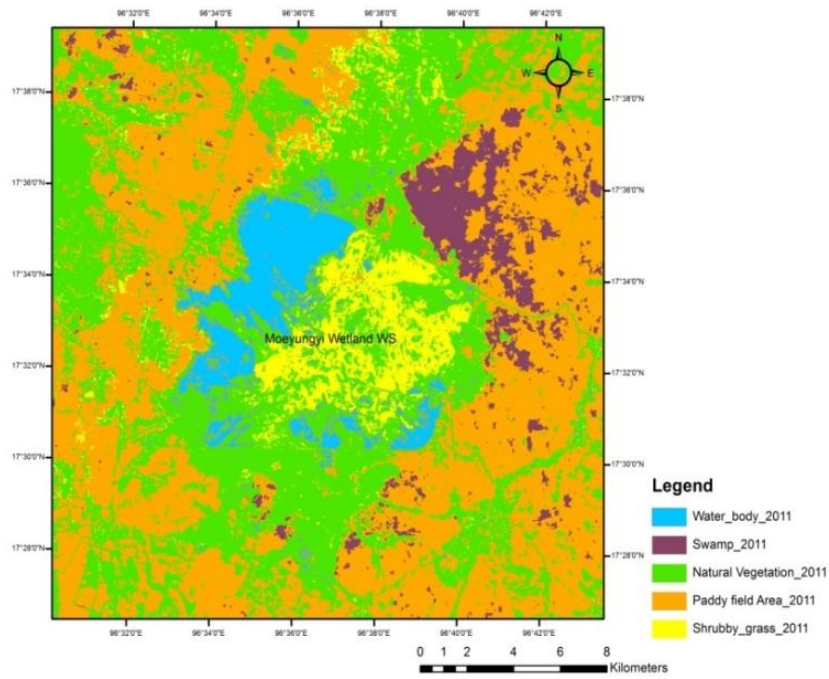 96°32'0"E 96°34'0"E 96°36'0"E 96°38'0"E 96°40'0"E 96°42'0"E
N
W E
S
17°38'0"N 17°38'0"N
17°36'0"N 17°36'0"N
17°34'0"N 17°34'0"N
Moeyungyi Wetland WS
17°32'0"N 17°32'0"N
17°30'0"N 17°30'0"N
Legend
Water_body_2011
Swamp_2011
17°28'0"N 17°28'0"N
Natural Vegetation_2011
Paddy field Area_2011
Shrubby_grass_2011
96°32'0"E 96°34'0"E 96°36'0"E 96°38'0"E 96°40'0"E 96°42'0"E
0 1 2 4 6 8
Kilometers